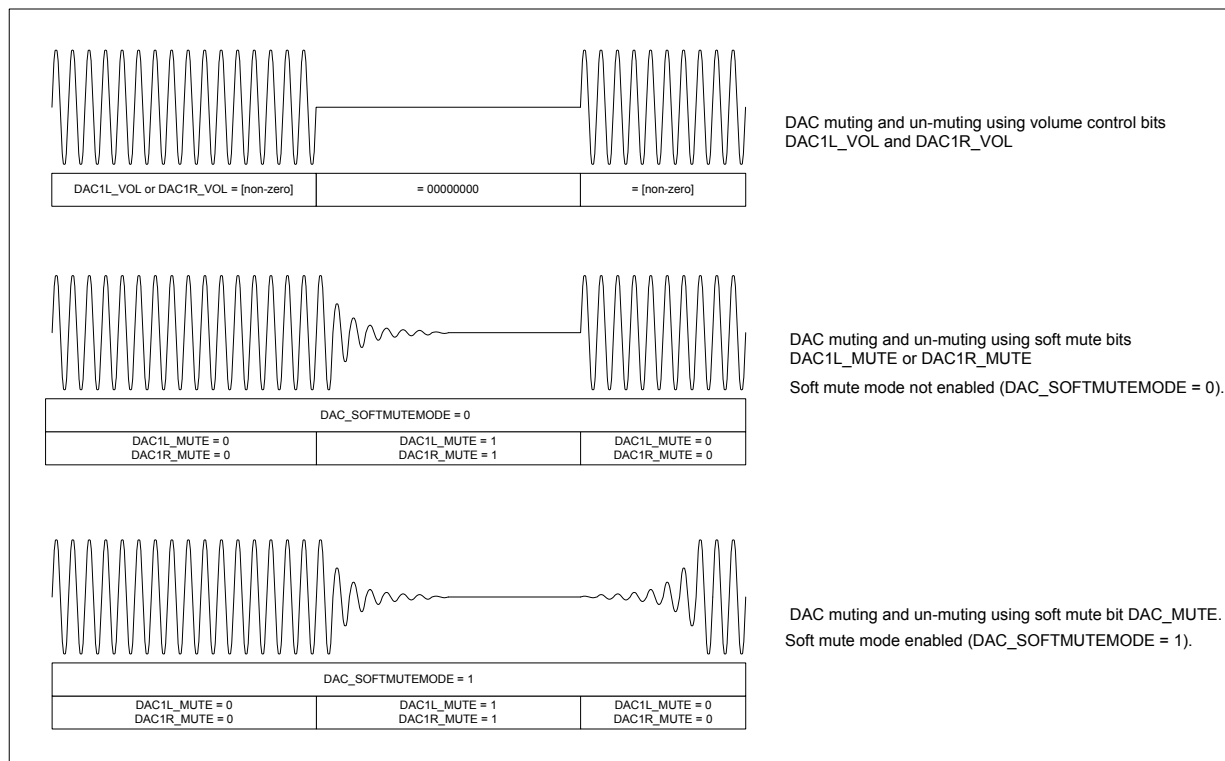 DAC muting and un-muting using volume control bits
DAC1L_VOL and DAC1R_VOL
DAC1L_VOL or DAC1R_VOL = [non-zero]
= 00000000
= [non-zero]
DAC muting and un-muting using soft mute bits
DAC1L_MUTE or DAC1R_MUTE
Soft mute mode not enabled (DAC_SOFTMUTEMODE = 0).
DAC_SOFTMUTEMODE = 0
DAC1L_MUTE = 0
DAC1R_MUTE = 0
DAC1L_MUTE = 1
DAC1R_MUTE = 1
DAC1L_MUTE = 0
DAC1R_MUTE = 0
DAC muting and un-muting using soft mute bit DAC_MUTE.
Soft mute mode enabled (DAC_SOFTMUTEMODE = 1).
DAC_SOFTMUTEMODE = 1
DAC1L_MUTE = 0
DAC1R_MUTE = 0
DAC1L_MUTE = 1
DAC1R_MUTE = 1
DAC1L_MUTE = 0
DAC1R_MUTE = 0